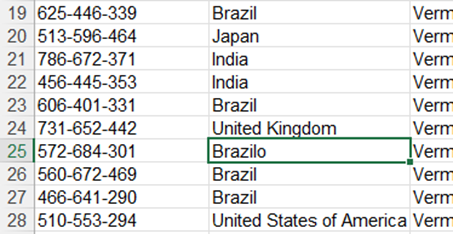 19 625-446-339 Brazil Verm
20 513-596-464 Japan Verm
21 786-672-371 India Verm
22 456-445-353 India Verm
23 606-401-331 Brazil Verm
24 731-652-442 United Kingdom Verm
25 572-684-301 Brazilo Verm
26 560-672-469 Brazil Verm
27 466-641-290 Brazil Verm
28 510-553-294 United States of America Verm